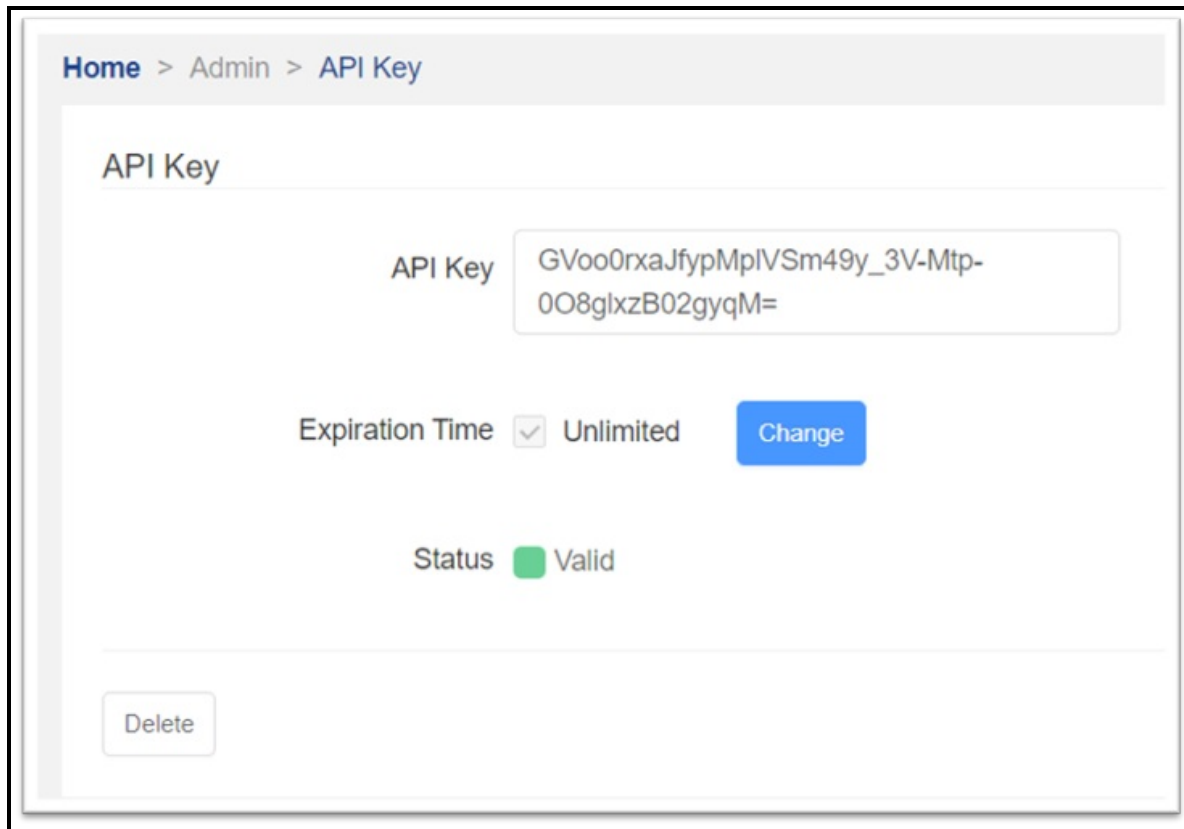 Home > Admin > API Key
API Key
API Key
GVoo0rxaJfypMplVSm49y_3V-Mtp-
0O8glxzB02gyqM=
Expiration Time Unlimited Change
Status Valid
Delete